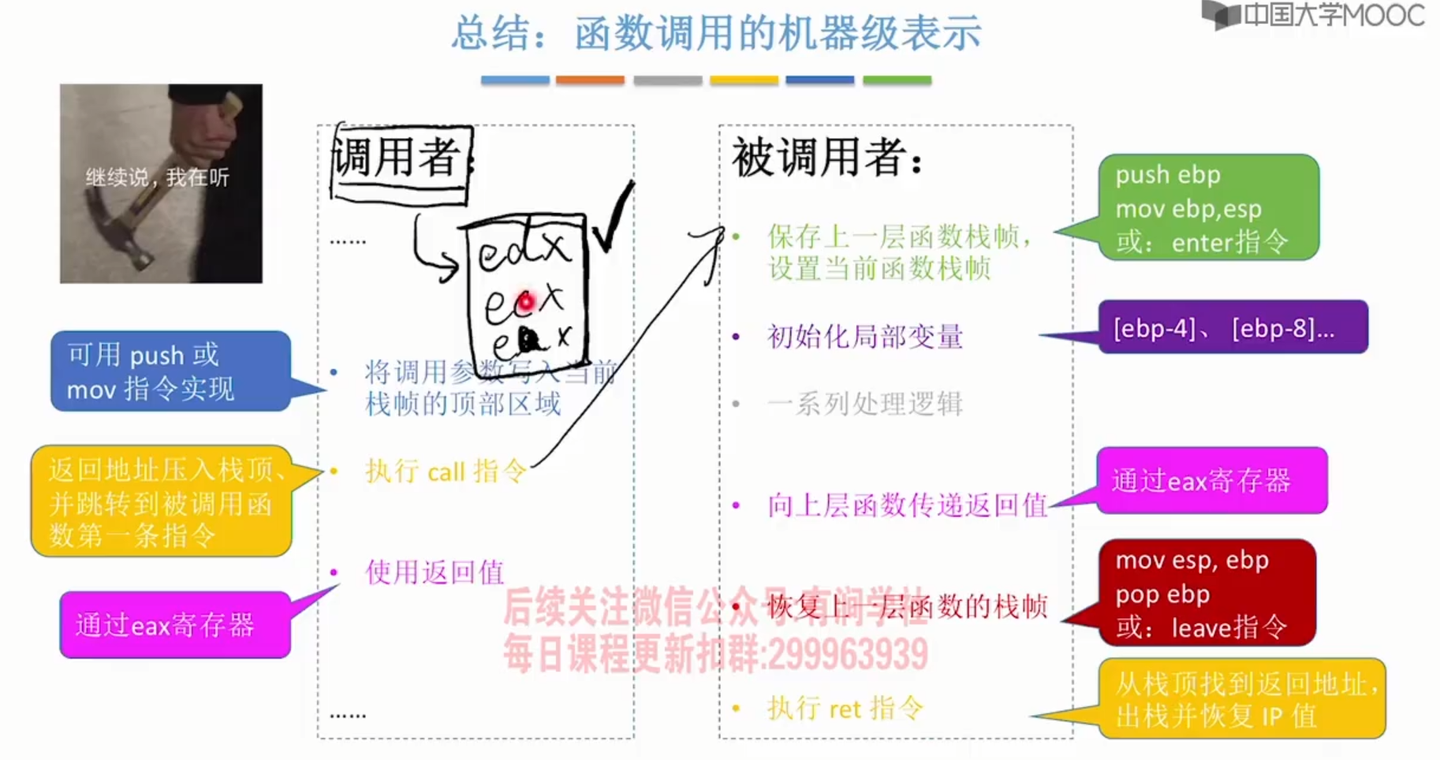 总结：函数调用的机器级表示
中国大学MOOC
继续说，我在听
调用者：
……
edx
ecx
将调用参数写入当前
栈帧的顶部区域
执行 call 指令
使用返回值
……
可用 push 或
mov 指令实现
返回地址压入栈顶、
并跳转到被调用函
数第一条指令
通过eax寄存器
被调用者：
保存上一层函数栈帧，
设置当前函数栈帧
初始化局部变量
一系列处理逻辑
向上层函数传递返回值
恢复上一层函数的栈帧
执行 ret 指令
push ebp
mov ebp,esp
或：enter指令
[ebp-4]、 [ebp-8]...
通过eax寄存器
mov esp, ebp
pop ebp
或：leave指令
从栈顶找到返回地址，
出栈并恢复 IP 值
后续关注微信公众号
每日课程更新扣群:299963939